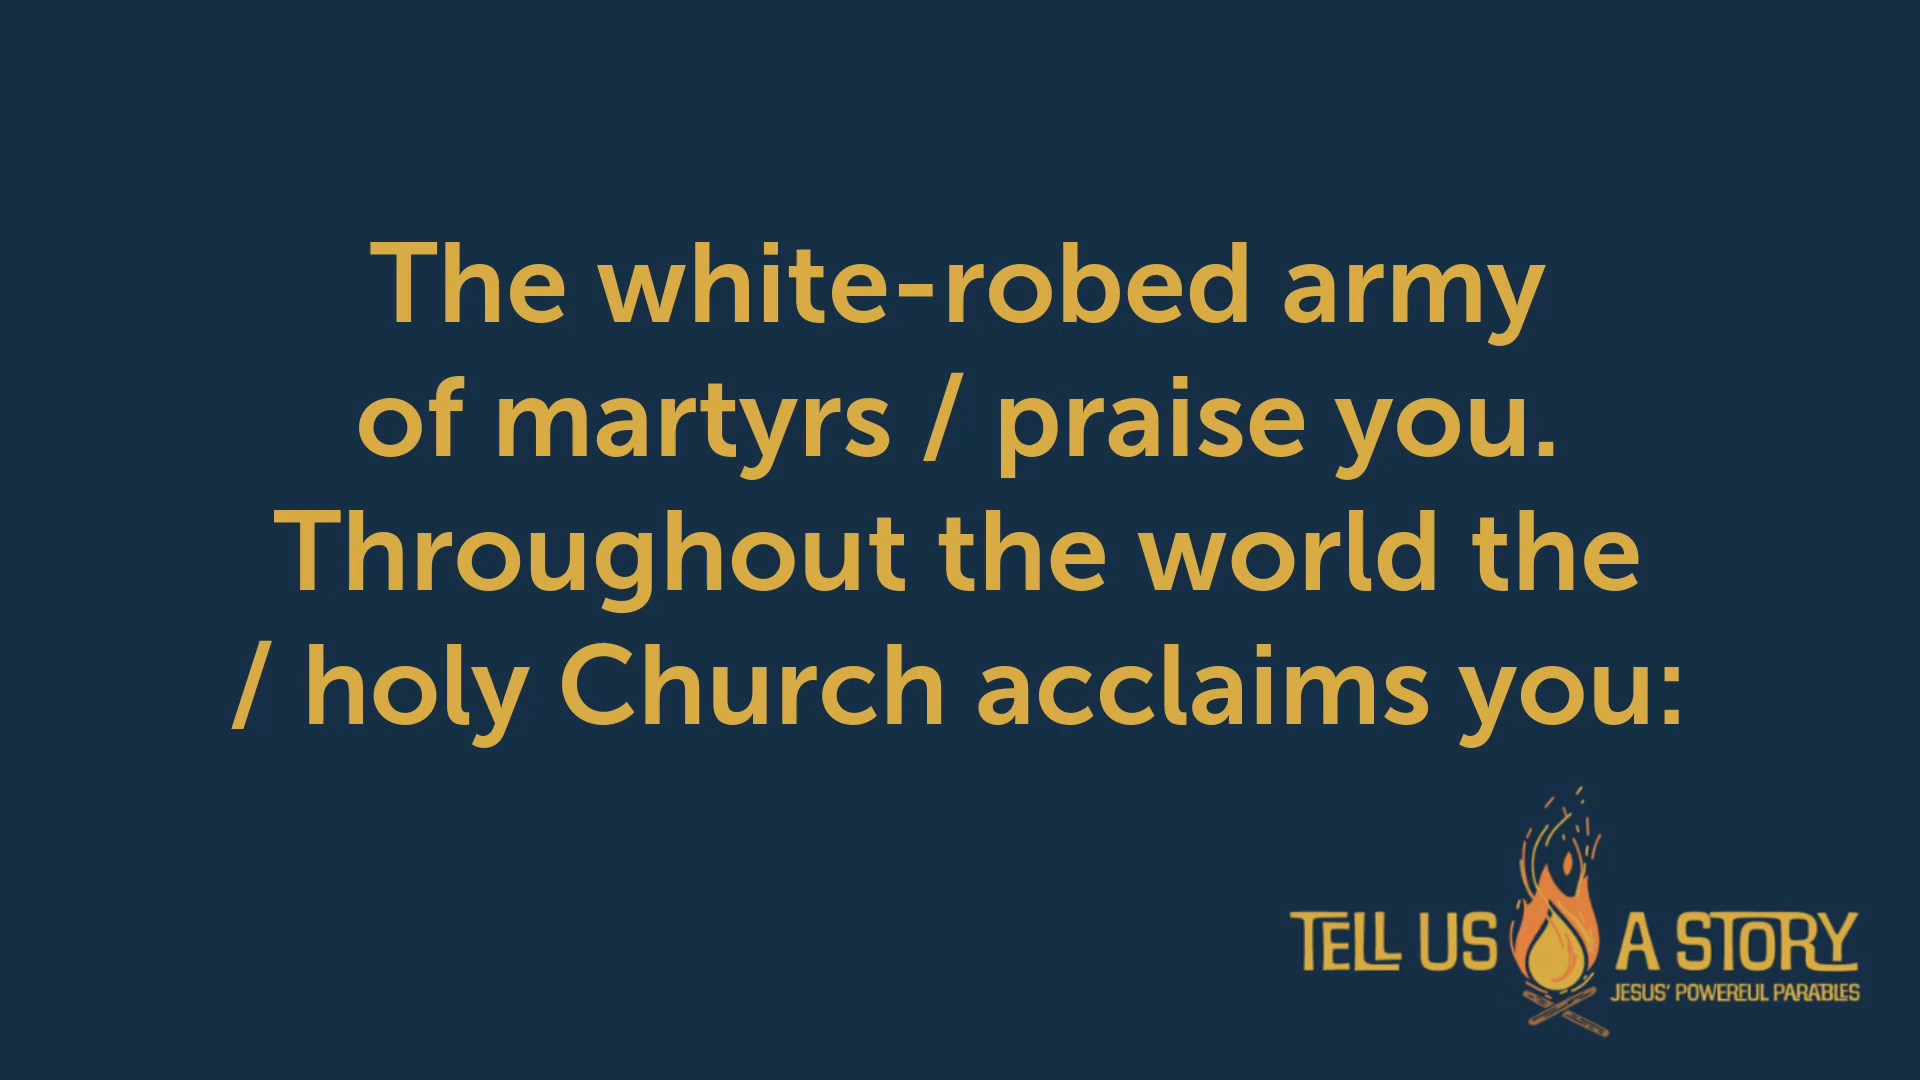 The white-robed army
of martyrs / praise you.
Throughout the world the
/ holy Church acclaims you:
TELL US A STORY
JESUS' POWERFUL PARABLES